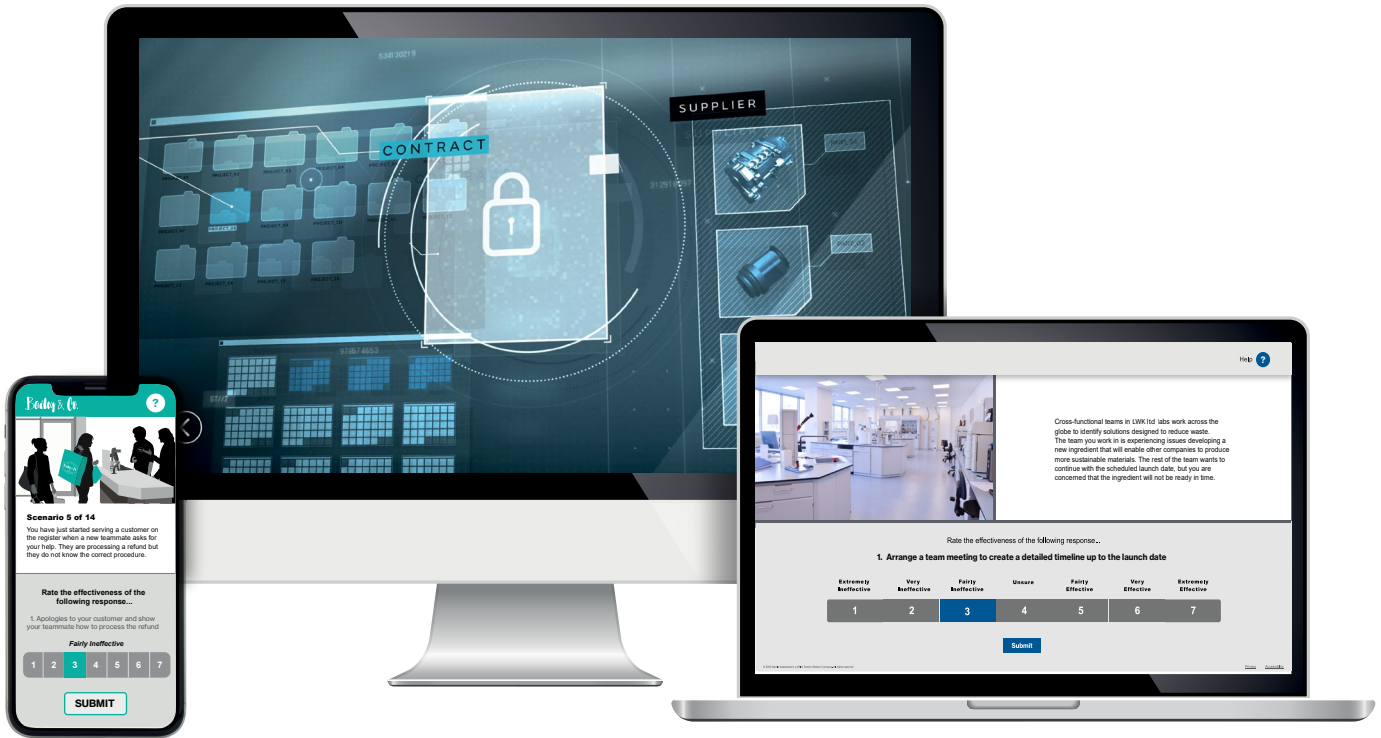 534130219
SUPPLIER
CONTRACT
PART_02
312918
978574653
ST//2
Body & Co.
?
Scenario 5 of 14
You have just started serving a customer on
the register when a new teammate asks for
your help. They are processing a refund but
they do not know the correct procedure.
Rate the effectiveness of the
following response...
1. Apologies to your customer and show
your teammate how to process the refund
Fairly Ineffective
1 2 3 4 5 6 7
SUBMIT
Help ?
Cross-functional teams in LWK ltd labs work across the
globe to identify solutions designed to reduce waste.
The team you work in is experiencing issues developing a
new ingredient that will enable other companies to produce
more sustainable materials. The rest of the team wants to
continue with the scheduled launch date, but you are
concerned that the ingredient will not be ready in time.
Rate the effectiveness of the following response...
1. Arrange a team meeting to create a detailed timeline up to the launch date
Extremely Ineffective
Very Ineffective
Fairly Ineffective
Unsure
Fairly Effective
Very Effective
Extremely Effective
1 2 3 4 5 6 7
Submit
Privacy Accessibility